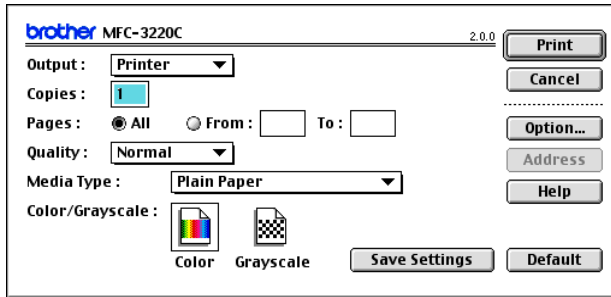 brother MFC-3220C 2.0.0
Print
Output : Printer
Cancel
Copies : 1
Pages : All From : To :
Option...
Quality : Normal
Address
Media Type : Plain Paper
Help
Color/Grayscale :
Color Grayscale
Save Settings Default